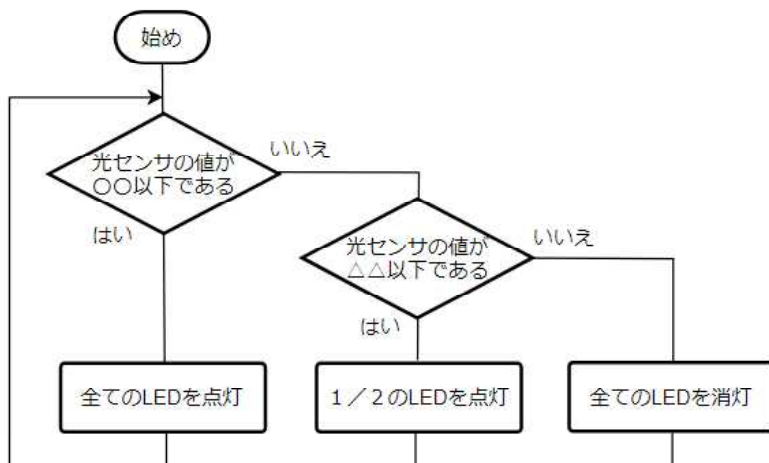 始め
光センサの値が
○○以下である
いいえ
はい
光センサの値が
△△以下である
いいえ
はい
全てのLEDを点灯
１／２のLEDを点灯
全てのLEDを消灯